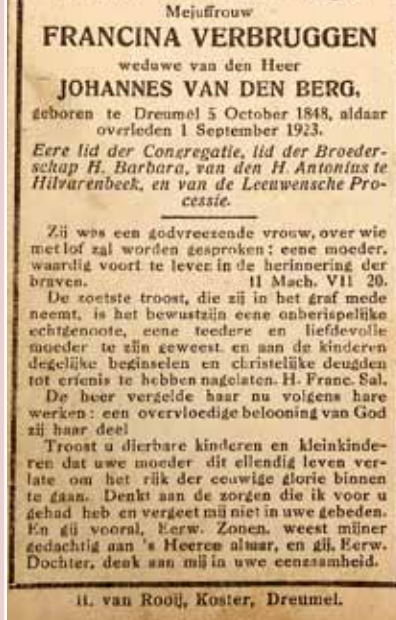 Mejuffrouw
FRANCINA VERBRUGGEN
weduwe van den Heer
JOHANNES VAN DEN BERG,
geboren te Dreumel 5 October 1848, aldaar
overleden 1 September 1923.
Eere lid der Congregatie, lid der Broeder-
schap H. Barbara, van den H. Antonius te
Hilvarenbeek, en van de Leeuwensche Pro-
cessie.
Zij was een godvreezende vrouw, over wie
met lof zal worden gesproken: eene moeder,
waardig voort te leven in de herinnering der
braven. II Mach. VII 20.
De zoetste troost, die zij in het graf mede
neemt, is het bewustzijn eene onberispelijke
echtgenoote, eene teedere en liefdevolle
moeder te zijn geweest en aan de kinderen
degelijke beginselen en christelijke deugden
tot erfenis te hebben nagelaten. H. Franc. Sal.
De heer vergelde haar nu volgens hare
werken: een overvloedige belooning van God
zij haar deel
Troost u dierbare kinderen en kleinkinde-
ren dat uwe moeder dit ellendig leven ver-
late om het rijk der eeuwige glorie binnen
te gaan. Denkt aan de zorgen die ik voor u
gehad heb en vergeet mij niet in uwe gebeden.
En gij vooral, Eerw. Zonen, weest mijner
gedachtig aan 's Heeren altaar, en gij, Eerw.
Dochter, denk aan mij in uwe eenzaamheid.
H. van Rooij, Koster, Dreumel.